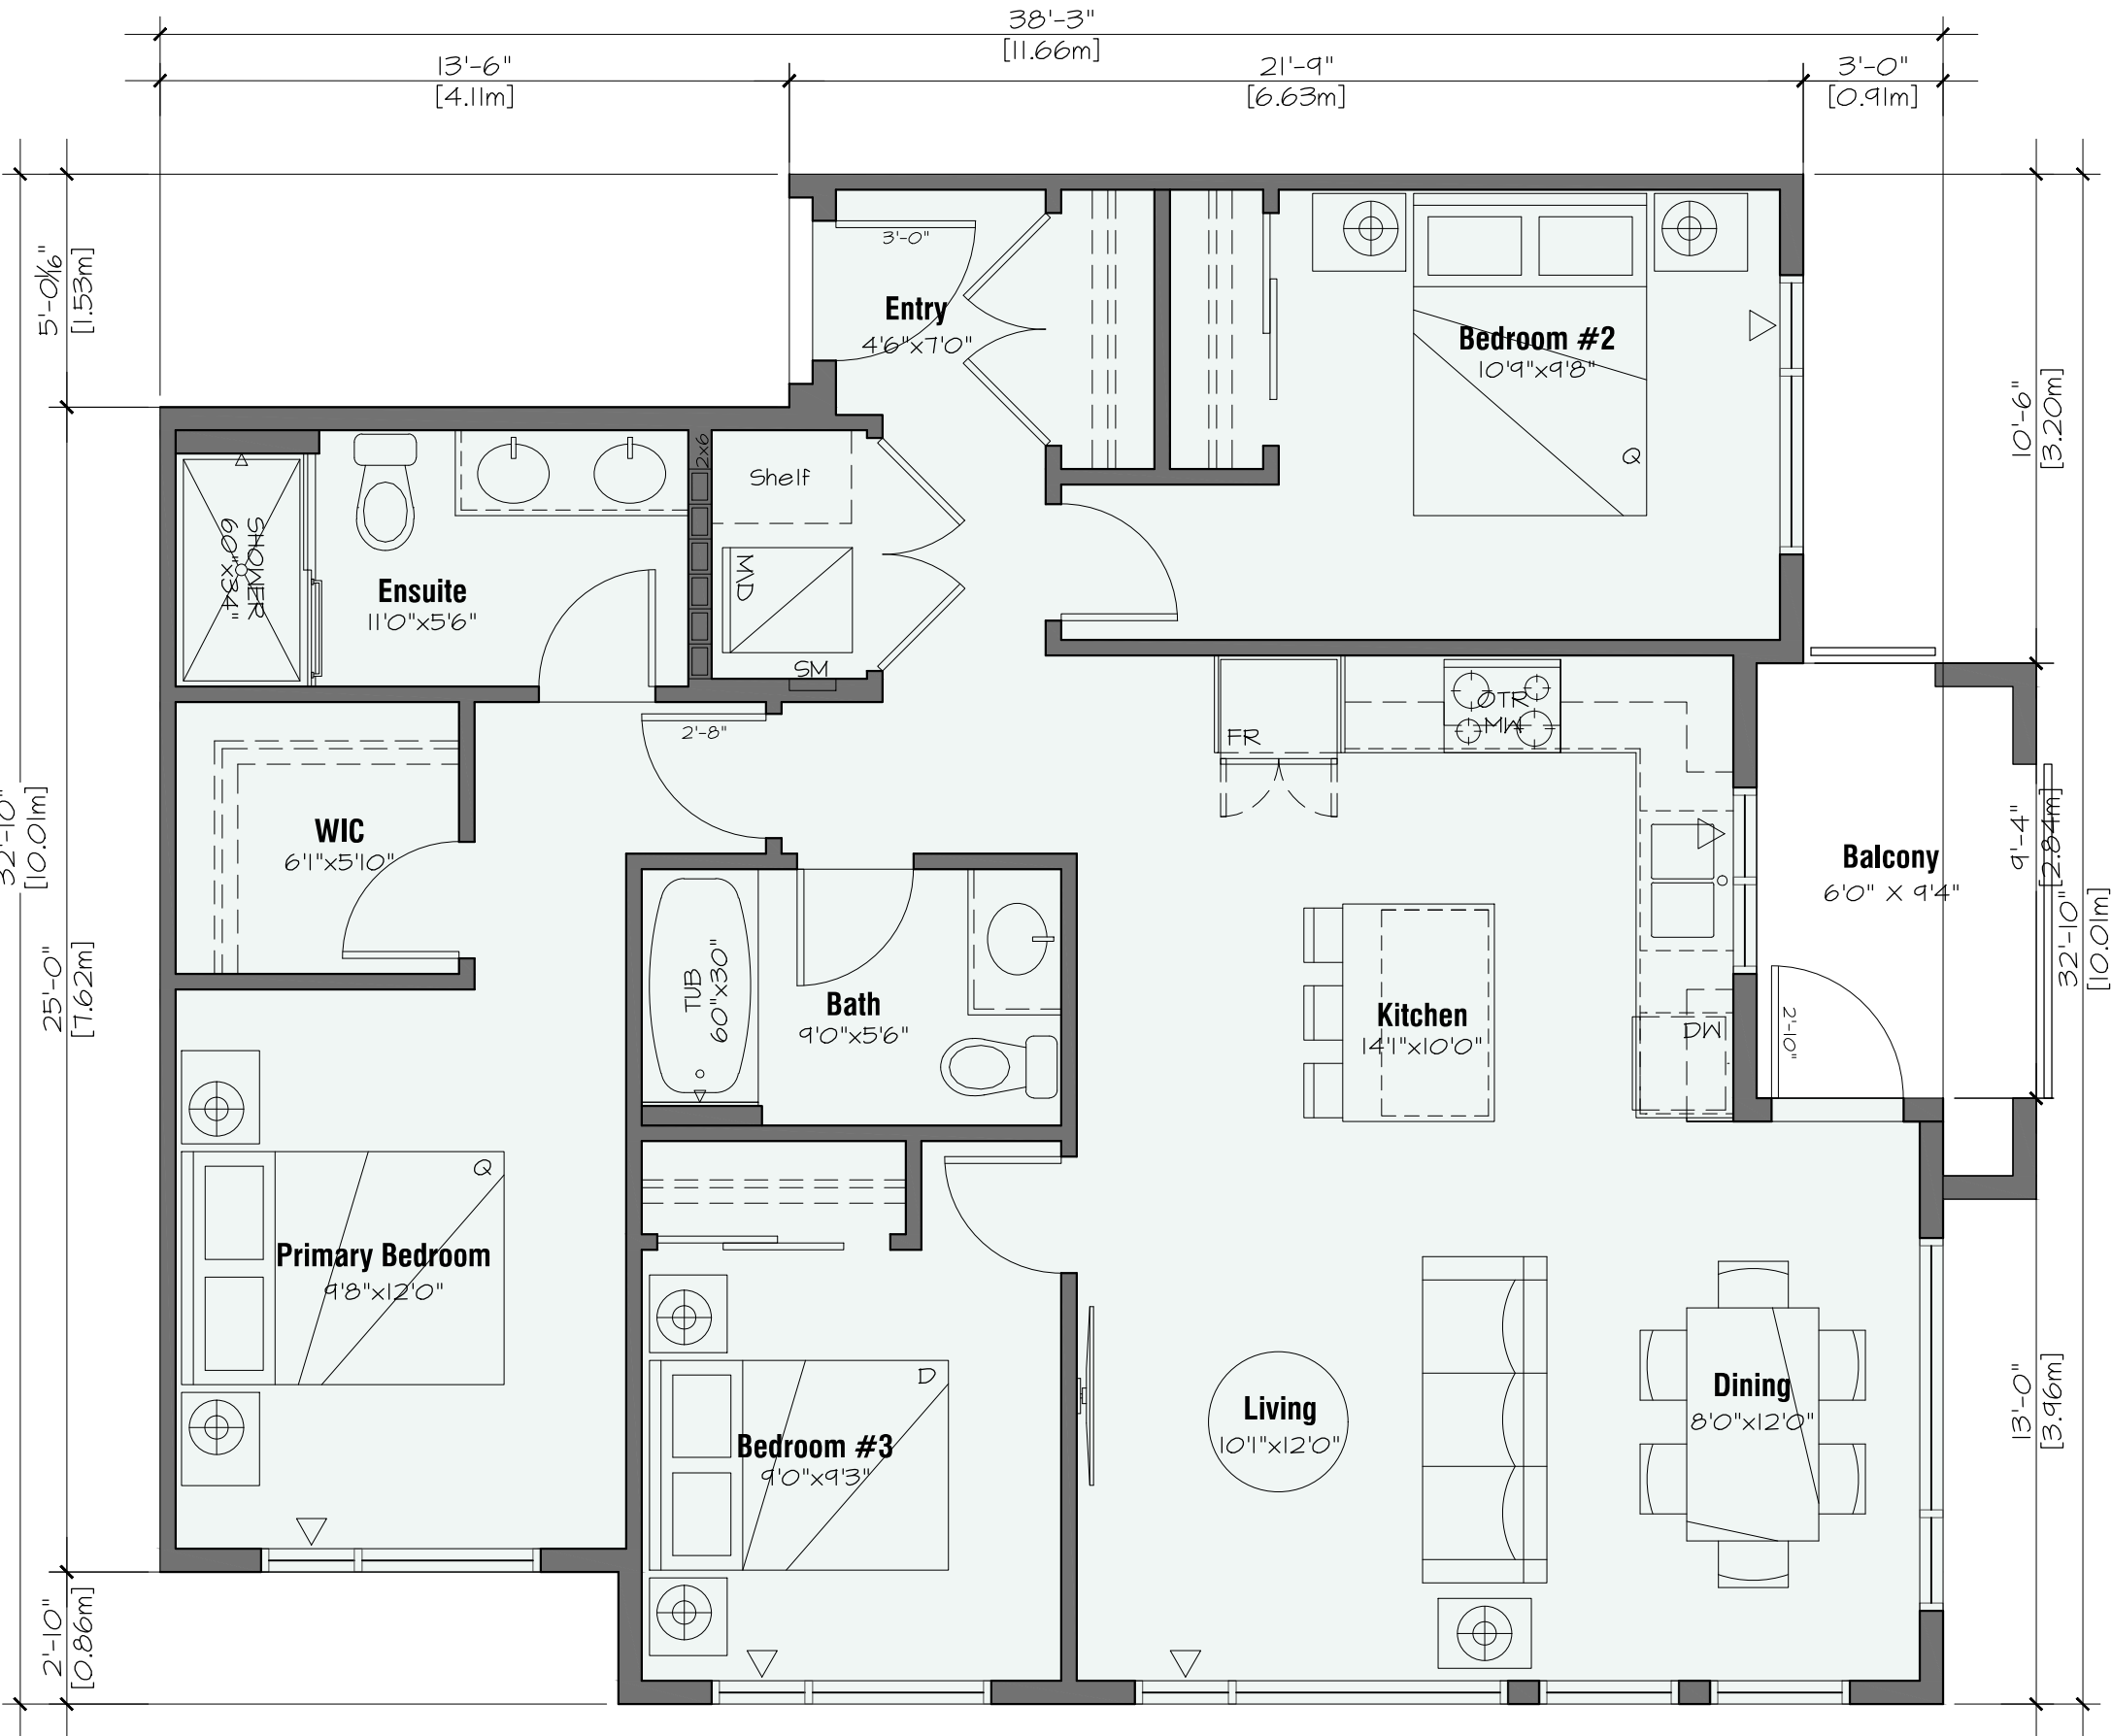 38'-3"
[11.66m]
13'-6"
[4.11m]
21'-9"
[6.63m]
3'-0"
[0.91m]
5'-0 1/16"
[1.53m]
3'-0"
Entry
4'6"x7'0"
Bedroom #2
10'9"x9'8"
Q
10'-6"
[3.20m]
2x6
Shelf
SHOWER
60"x34"
Ensuite
11'0"x5'6"
W\D
SM
2'-8"
FR
OTR
MW
32'-10"
[10.01m]
WIC
6'1"x5'10"
Balcony
6'0" X 9'4"
9'-4"
[2.84m]
32'-10"
[10.01m]
25'-0"
[7.62m]
TUB
60"x30"
Bath
9'0"x5'6"
Kitchen
14'1"x10'0"
DW
2'-10"
Q
Primary Bedroom
9'8"x12'0"
D
Bedroom #3
9'0"x9'3"
Living
10'1"x12'0"
Dining
8'0"x12'0"
13'-0"
[3.96m]
2'-10"
[0.86m]